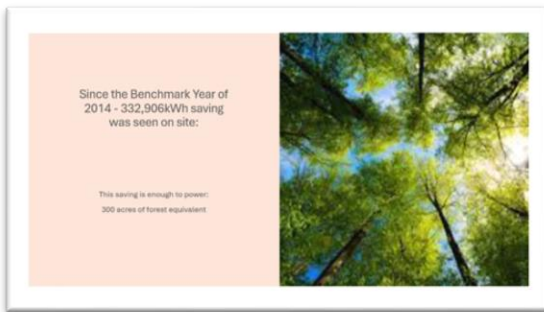 Since the Benchmark Year of
2014 - 332,906kWh saving
was seen on site:
This saving is enough to power:
300 acres of forest equivalent